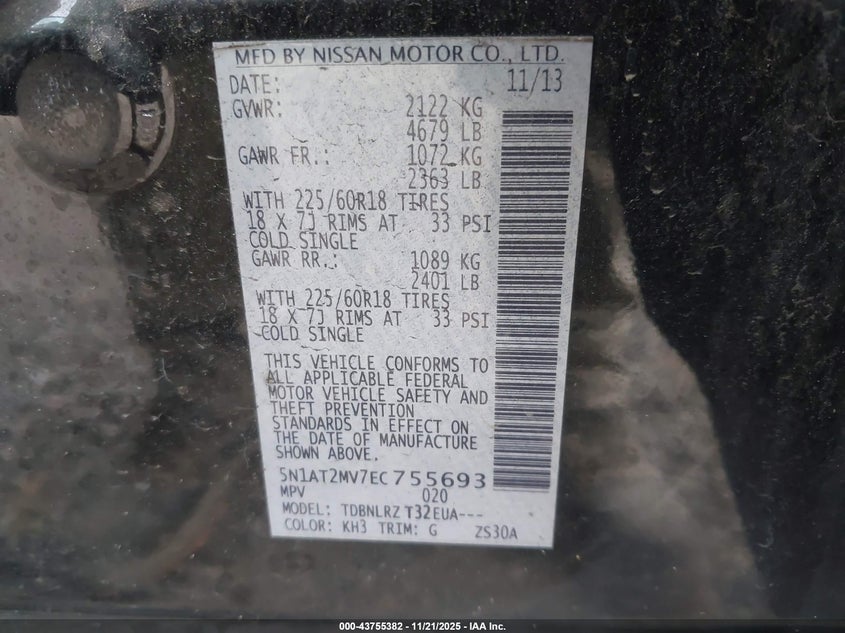 MFD BY NISSAN MOTOR CO., LTD.
DATE: 11/13
GVWR: 2122 KG
4679 LB
GAWR FR.: 1072 KG
2363 LB
WITH 225/60R18 TIRES
18 X 7J RIMS AT 33 PSI
COLD SINGLE
GAWR RR.: 1089 KG
2401 LB
WITH 225/60R18 TIRES
18 X 7J RIMS AT 33 PSI
COLD SINGLE
THIS VEHICLE CONFORMS TO
ALL APPLICABLE FEDERAL
MOTOR VEHICLE SAFETY AND
THEFT PREVENTION
STANDARDS IN EFFECT ON
THE DATE OF MANUFACTURE
SHOWN ABOVE.
5N1AT2MV7EC755693
MPV 020
MODEL: TDBNLRZ T32EUA---
COLOR: KH3 TRIM: G ZS30A
000-43755382 - 11/21/2025 - IAA Inc.